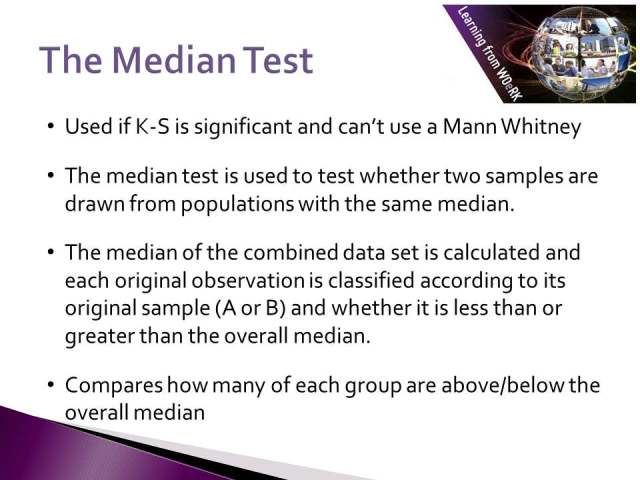 The Median Test
Learning from WOeRK
• Used if K-S is significant and can’t use a Mann Whitney
• The median test is used to test whether two samples are
drawn from populations with the same median.
• The median of the combined data set is calculated and
each original observation is classified according to its
original sample (A or B) and whether it is less than or
greater than the overall median.
• Compares how many of each group are above/below the
overall median